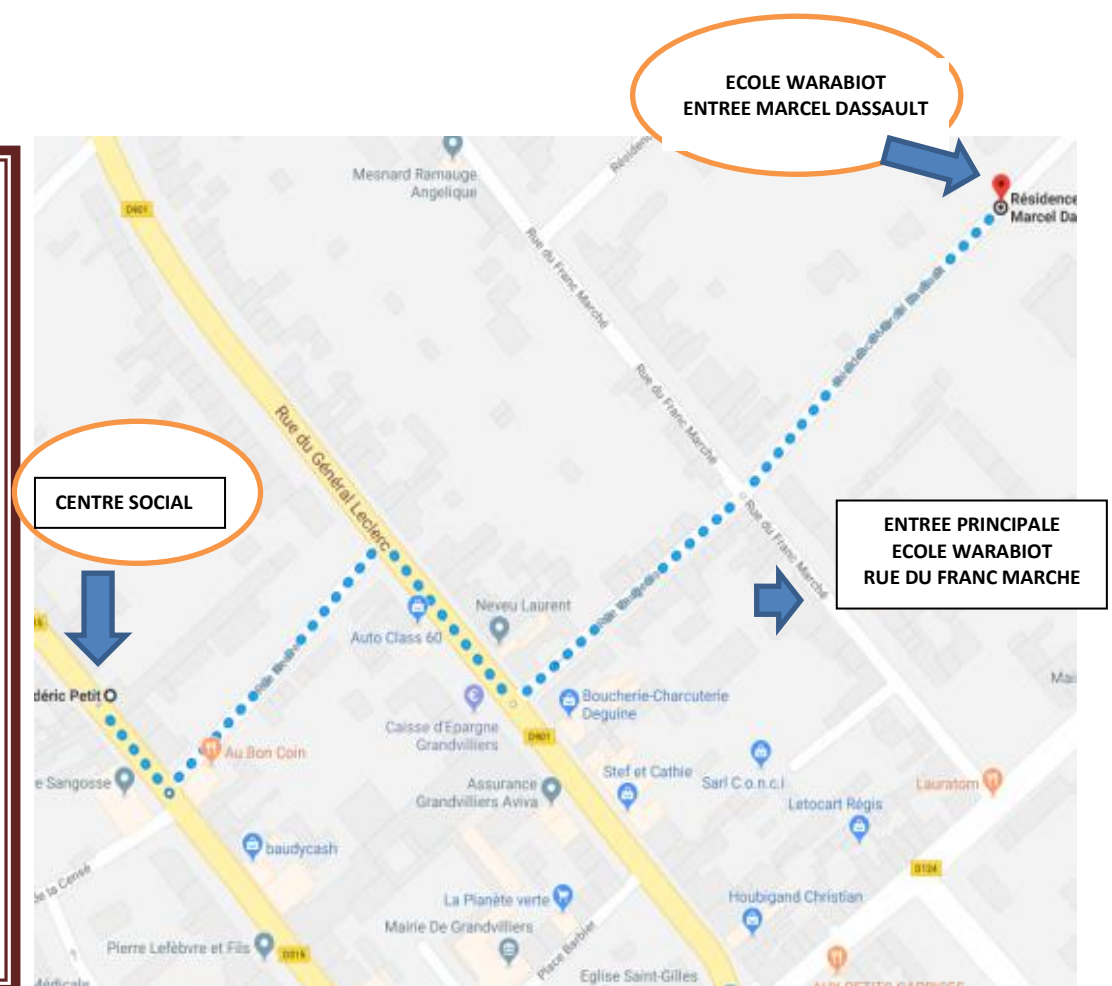 ECOLE WARABIOT
ENTREE MARCEL DASSAULT
Mesnard Ramauge
Angelique
Résidence
Marcel Da
D901
Rue du Franc Marché
Rue du Franc Marché
Rue du Général Leclerc
CENTRE SOCIAL
ENTREE PRINCIPALE
ECOLE WARABIOT
RUE DU FRANC MARCHE
Rue du Franc Marché
Neveu Laurent
Auto Class 60
déric Petit
Boucherie-Charcuterie
Deguine
Caisse d'Epargne
Grandvilliers
D901
Au Bon Coin
e Sangosse
Stef et Cathie
Sarl C.o.n.c.l
Assurance
Grandvilliers Aviva
Lauratom
Letocart Régis
baudycash
de la Censé
D124
La Planète verte
Houbigand Christian
Mairie De Grandvilliers
Pierre Lefèbvre et Fils
D316
Place Barbier
Eglise Saint-Gilles